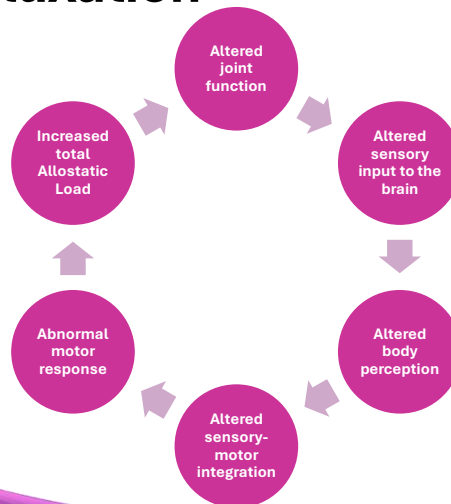 Altered
joint
function
Altered
sensory
input to the
brain
Altered
body
perception
Altered
sensory-
motor
integration
Abnormal
motor
response
Increased
total
Allostatic
Load